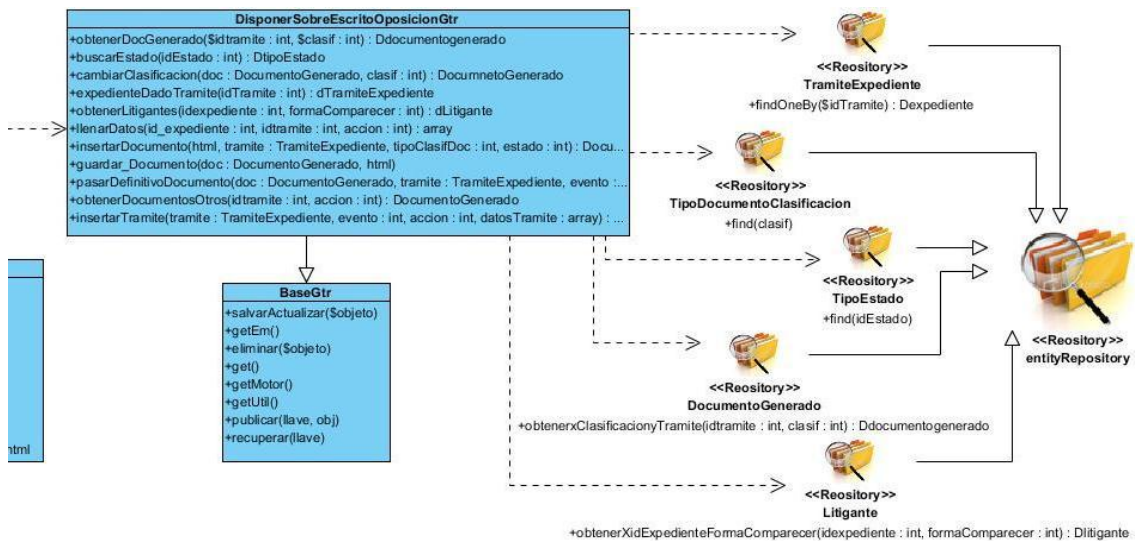 DisponerSobreEscritoOposicionGtr
+obtenerDocGenerado($idtramite : int, $clasif : int) : Ddocumentogenerado
+buscarEstado(idEstado : int) : DtipoEstado
+cambiarClasificacion(doc : DocumentoGenerado, clasif : int) : DocumnetoGenerado
+expedienteDadoTramite(idTramite : int) : dTramiteExpediente
+obtenerLitigantes(idexpediente : int, formaComparecer : int) : dLitigante
+llenarDatos(id_expediente : int, idtramite : int, accion : int) : array
+insertarDocumento(html, tramite : TramiteExpediente, tipoClasifDoc : int, estado : int) : Docu...
+guardar_Documento(doc : DocumentoGenerado, html)
+pasarDefinitivoDocumento(doc : DocumentoGenerado, tramite : TramiteExpediente, evento :...
+obtenerDocumentosOtros(idtramite : int, accion : int) : DocumentoGenerado
+insertarTramite(tramite : TramiteExpediente, evento : int, accion : int, datosTramite : array) : ...
<<Reository>>
TramiteExpediente
+findOneBy($idTramite) : Dexpediente
<<Reository>>
TipoDocumentoClasificacion
+find(clasif)
<<Reository>>
TipoEstado
+find(idEstado)
<<Reository>>
entityRepository
BaseGtr
+salvarActualizar($objeto)
+getEm()
+eliminar($objeto)
+get()
+getMotor()
+getUtil()
+publicar(llave, obj)
+recuperar(llave)
html
<<Reository>>
DocumentoGenerado
+obtenerxClasificacionyTramite(idtramite : int, clasif : int) : Ddocumentogenerado
<<Reository>>
Litigante
+obtenerXidExpedienteFormaComparecer(idexpediente : int, formaComparecer : int) : Dlitigante